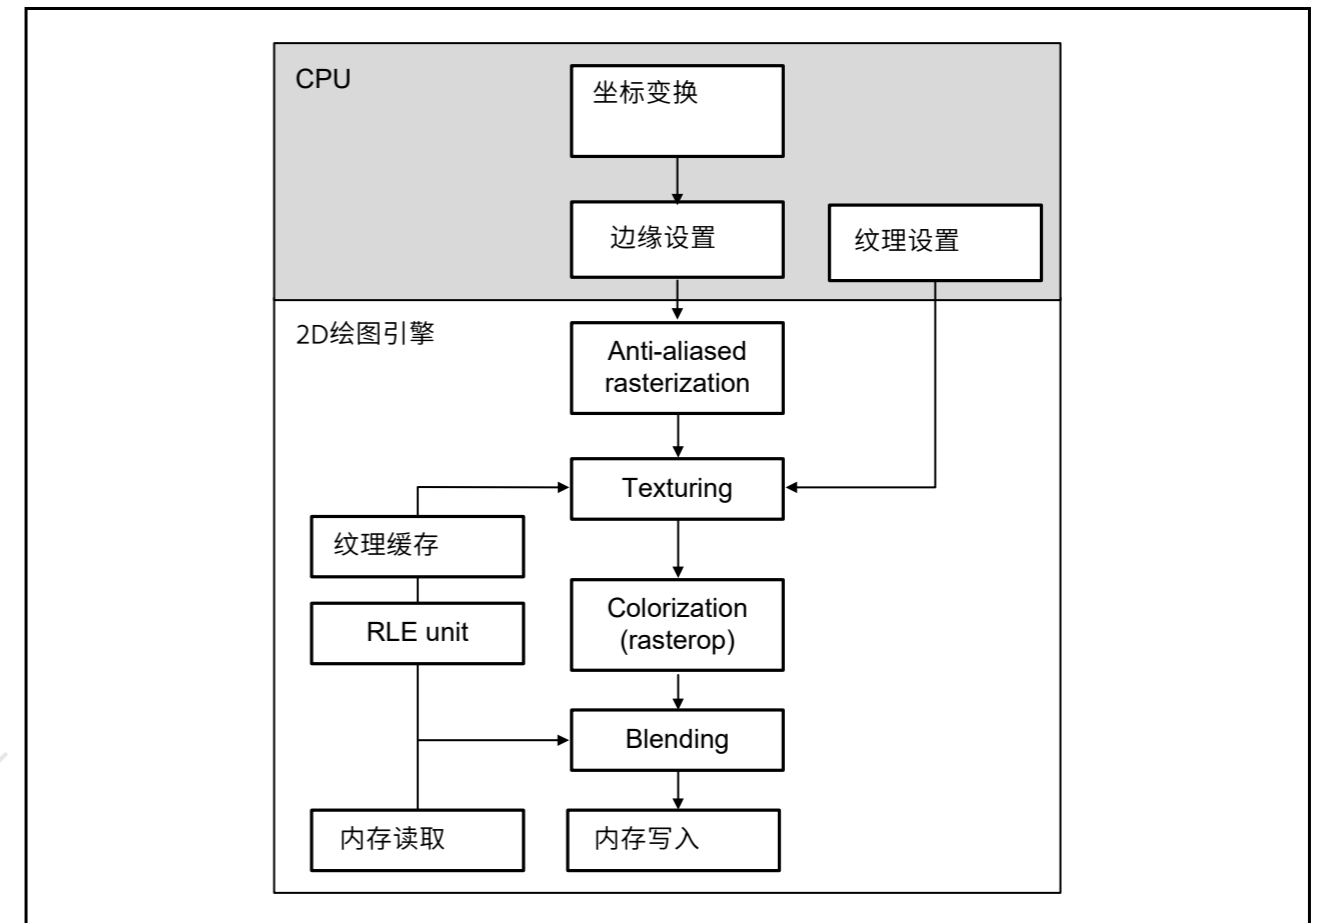 CPU
坐标变换
边缘设置
纹理设置
2D绘图引擎
Anti-aliased
rasterization
Texturing
纹理缓存
Colorization
(rasterop)
RLE unit
Blending
内存读取
内存写入